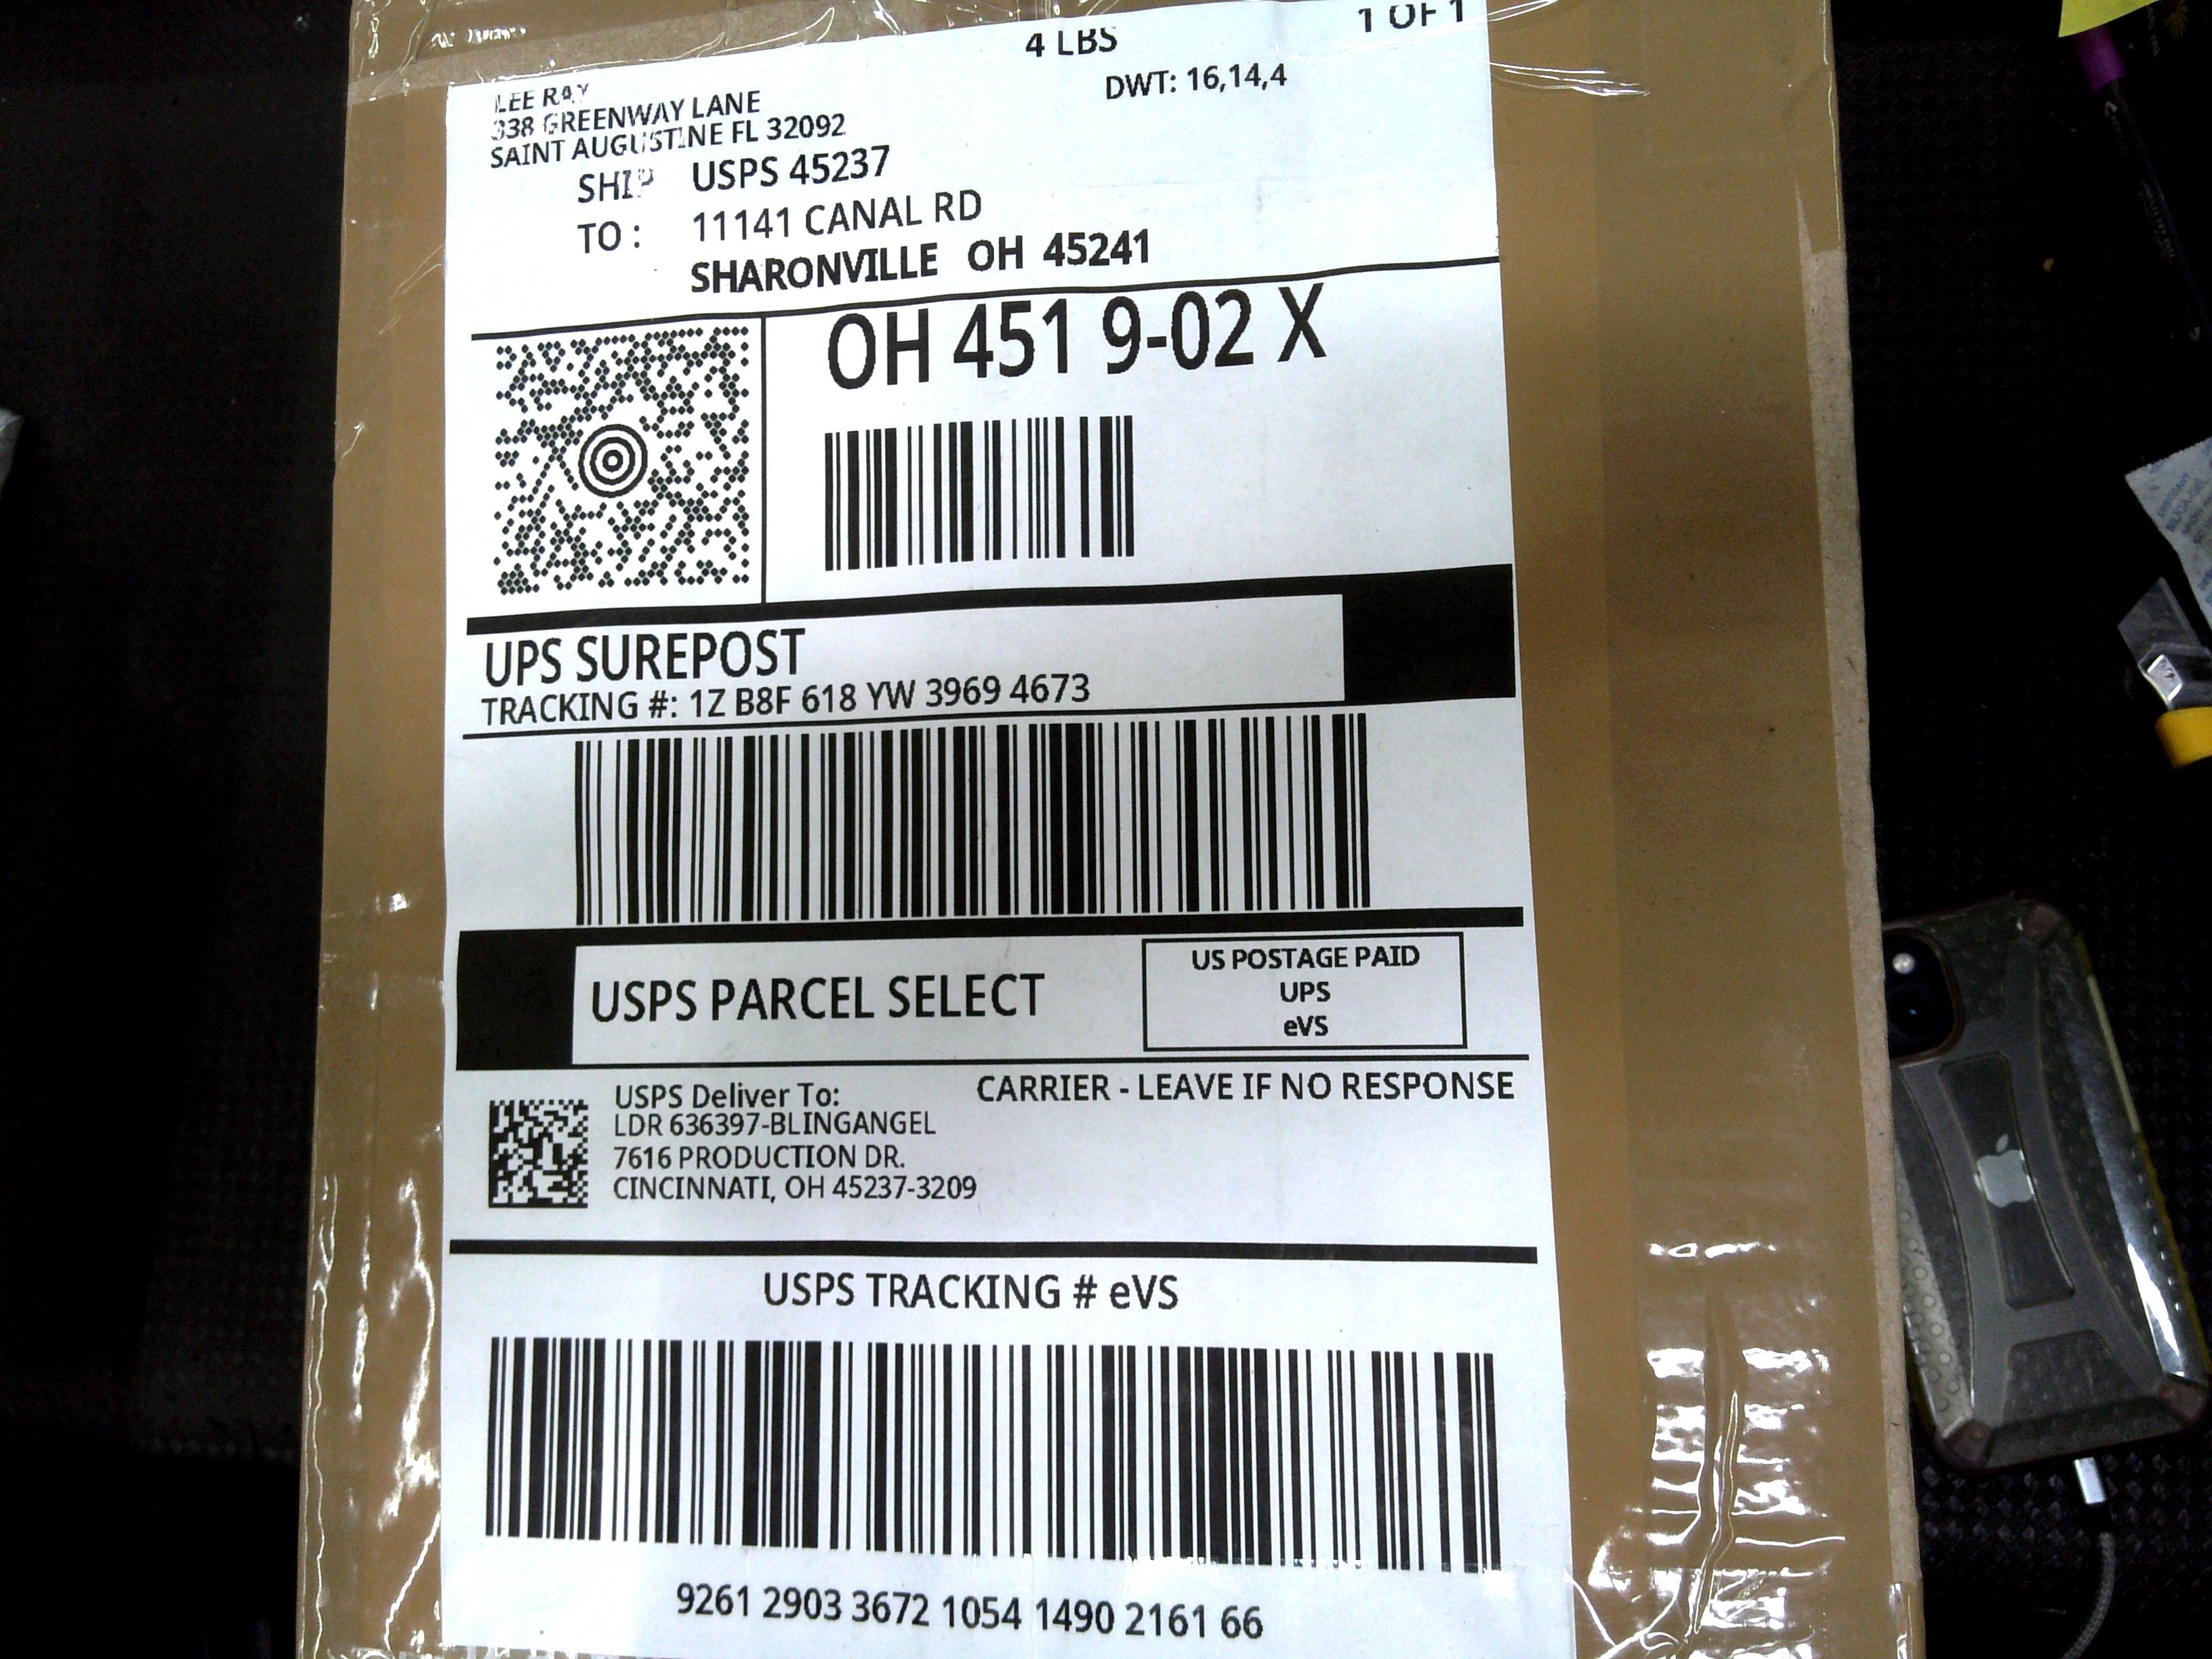 1 OF 1
4 LBS
DWT: 16,14,4
LEE RAY
338 GREENWAY LANE
SAINT AUGUSTINE FL 32092
SHIP USPS 45237
TO : 11141 CANAL RD
SHARONVILLE OH 45241
OH 451 9-02 X
UPS SUREPOST
TRACKING #: 1Z B8F 618 YW 3969 4673
USPS PARCEL SELECT
US POSTAGE PAID
UPS
eVS
CARRIER - LEAVE IF NO RESPONSE
USPS Deliver To:
LDR 636397-BLINGANGEL
7616 PRODUCTION DR.
CINCINNATI, OH 45237-3209
USPS TRACKING # eVS
9261 2903 3672 1054 1490 2161 66